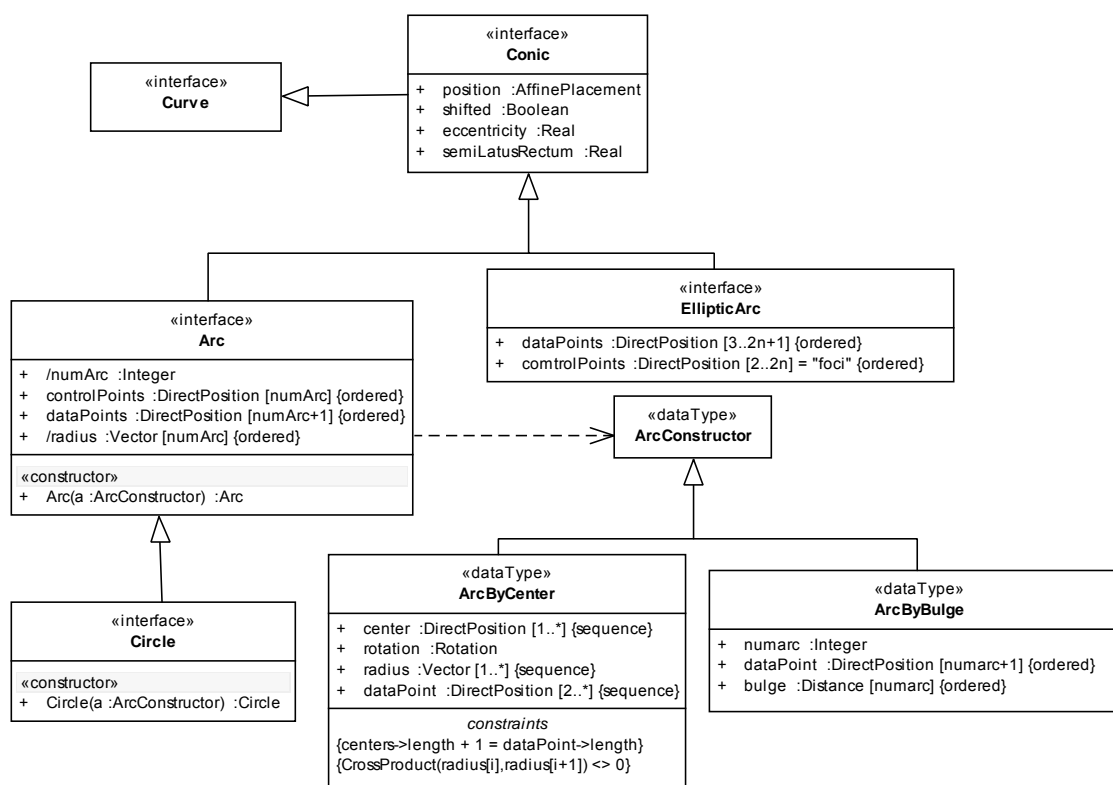 «interface»
Conic
+ position :AffinePlacement
+ shifted :Boolean
+ eccentricity :Real
+ semiLatusRectum :Real
«interface»
Curve
«interface»
Arc
+ /numArc :Integer
+ controlPoints :DirectPosition [numArc] {ordered}
+ dataPoints :DirectPosition [numArc+1] {ordered}
+ /radius :Vector [numArc] {ordered}
«constructor»
+ Arc(a :ArcConstructor) :Arc
«interface»
EllipticArc
+ dataPoints :DirectPosition [3..2n+1] {ordered}
+ comtrolPoints :DirectPosition [2..2n] = "foci" {ordered}
«dataType»
ArcConstructor
«interface»
Circle
«constructor»
+ Circle(a :ArcConstructor) :Circle
«dataType»
ArcByCenter
+ center :DirectPosition [1..*] {sequence}
+ rotation :Rotation
+ radius :Vector [1..*] {sequence}
+ dataPoint :DirectPosition [2..*] {sequence}
constraints
{centers->length + 1 = dataPoint->length}
{CrossProduct(radius[i],radius[i+1]) <> 0}
«dataType»
ArcByBulge
+ numarc :Integer
+ dataPoint :DirectPosition [numarc+1] {ordered}
+ bulge :Distance [numarc] {ordered}